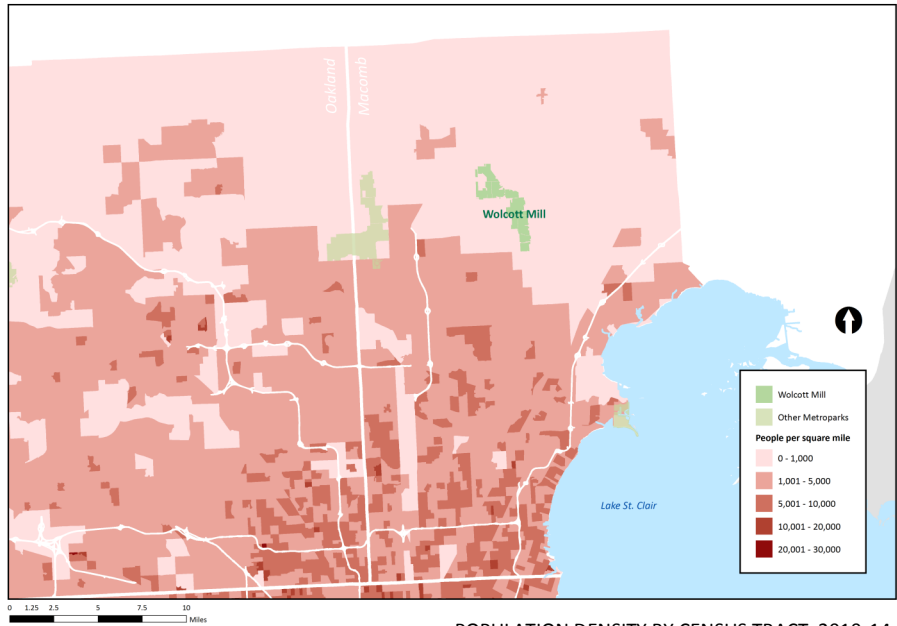 Oakland
Macomb
Wolcott Mill
Lake St. Clair
Wolcott Mill
Other Metroparks
People per square mile
0 - 1,000
1,001 - 5,000
5,001 - 10,000
10,001 - 20,000
20,001 - 30,000
0 1.25 2.5 5 7.5 10
Miles